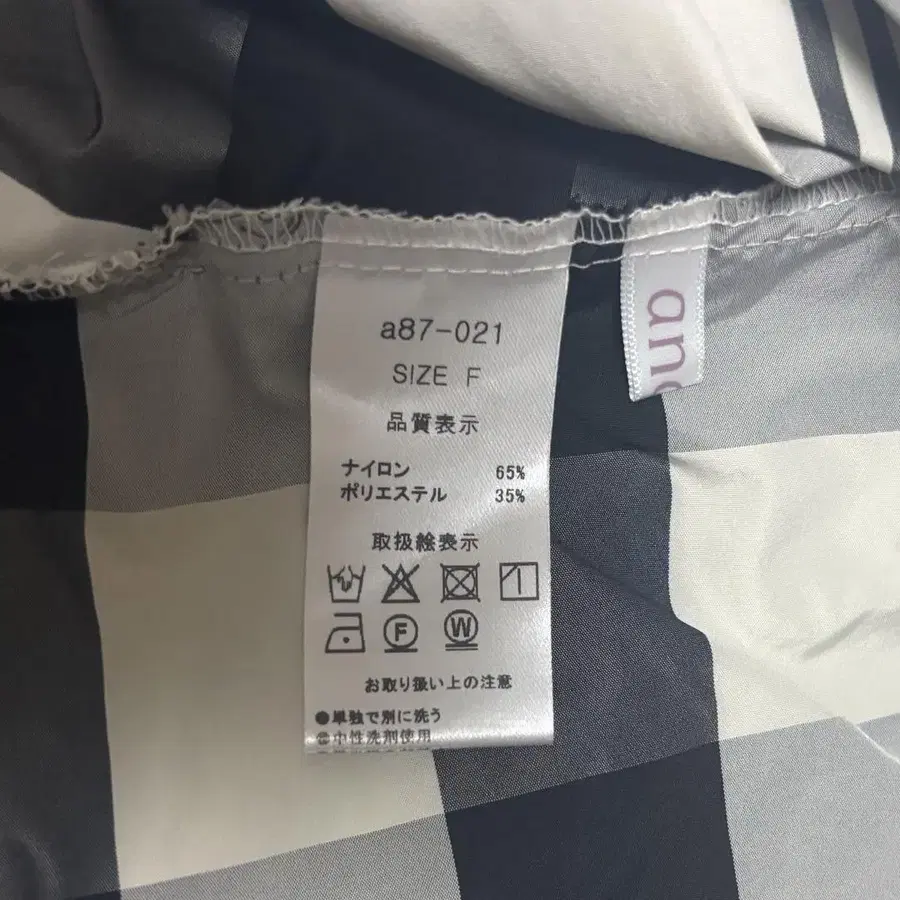 a87-021
SIZE F
品質表示
ナイロン 65%
ポリエステル 35%
取扱絵表示
F W
お取り扱い上の注意
●単独で別に洗う
●中性洗剤使用
an